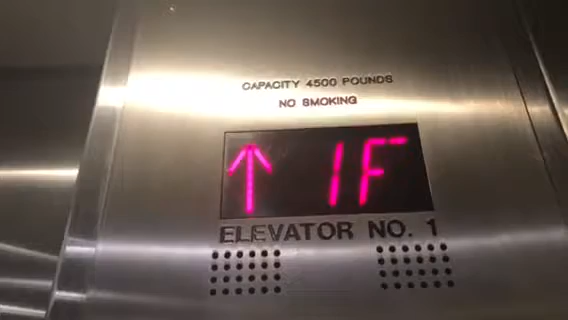 CAPACITY 4500 POUNDS
NO SMOKING
↑ 1F
ELEVATOR NO. 1